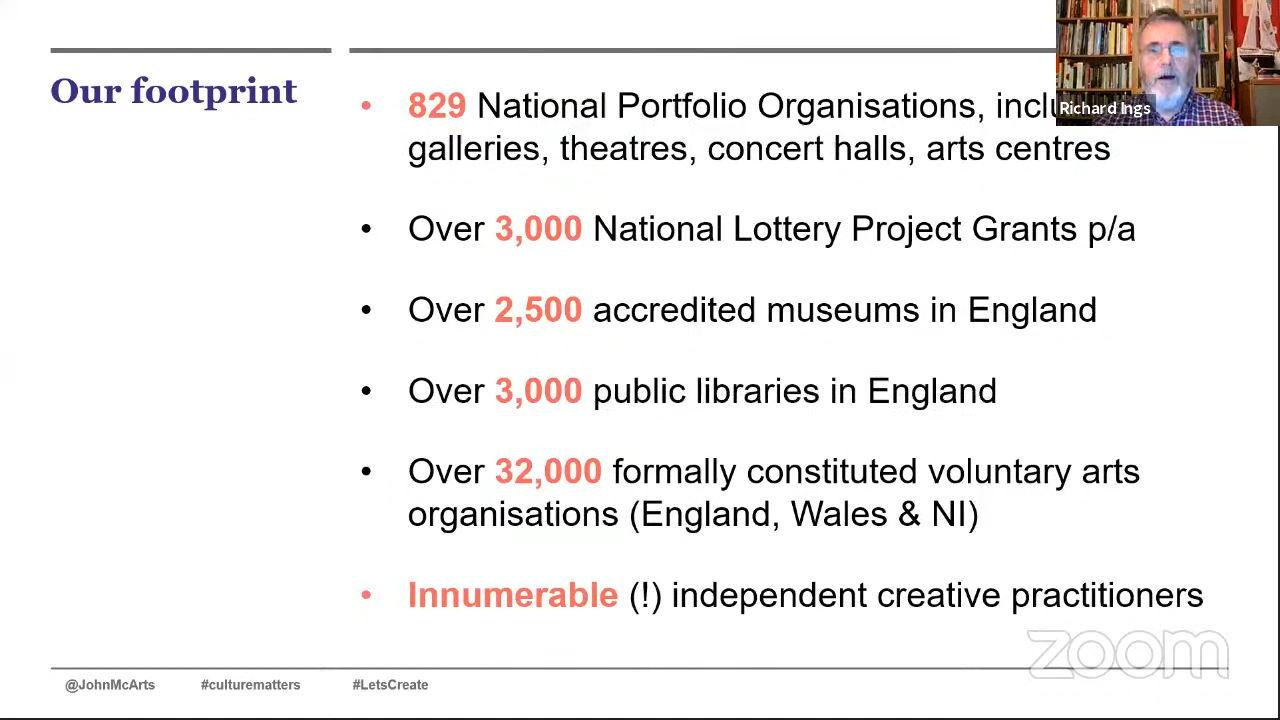 Our footprint
• 829 National Portfolio Organisations,
galleries, theatres, concert halls, arts centres
• Over 3,000 National Lottery Project Grants p/a
• Over 2,500 accredited museums in England
• Over 3,000 public libraries in England
• Over 32,000 formally constituted voluntary arts
organisations (England, Wales & NI)
• Innumerable (!) independent creative practitioners
Richard Ings
zoom
@JohnMcArts #culturematters #LetsCreate